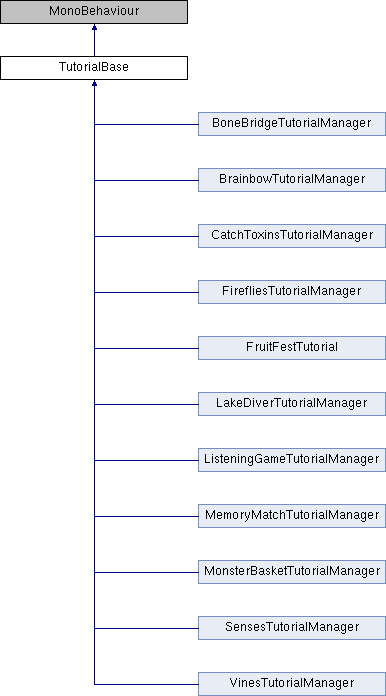 MonoBehaviour
TutorialBase
BoneBridgeTutorialManager
BrainbowTutorialManager
CatchToxinsTutorialManager
FirefliesTutorialManager
FruitFestTutorial
LakeDiverTutorialManager
ListeningGameTutorialManager
MemoryMatchTutorialManager
MonsterBasketTutorialManager
SensesTutorialManager
VinesTutorialManager